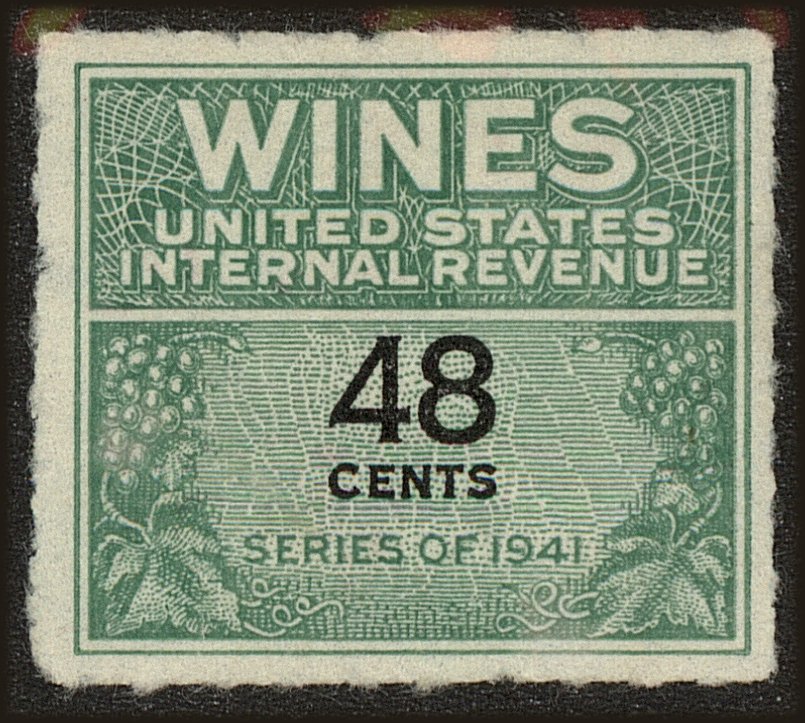 WINES
UNITED STATES
INTERNAL REVENUE
48
CENTS
SERIES OF 1941